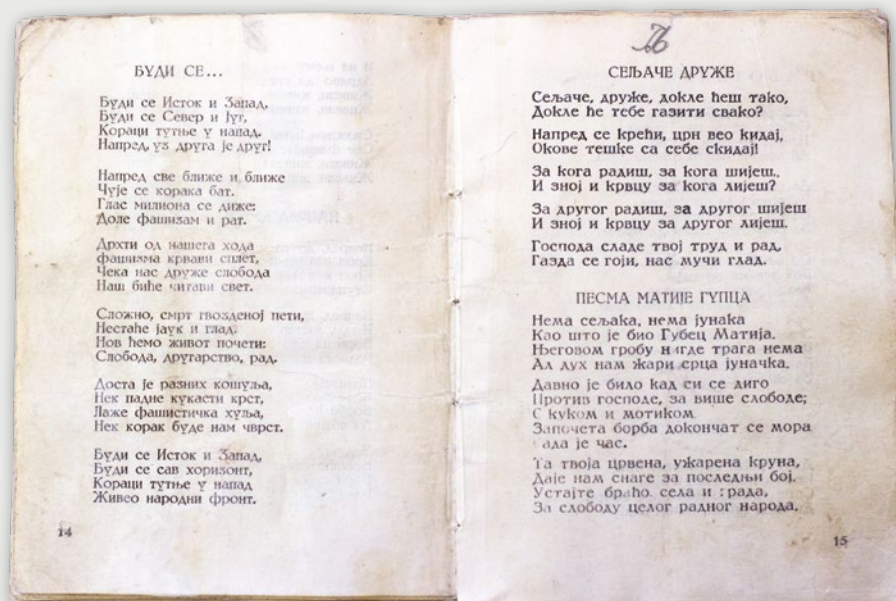 БУДИ СЕ...
Буди се Исток и Запад,
Буди се Север и Југ,
Кораци тутње у напад.
Напред, уз друга је друг!
Напред све ближе и ближе
Чује се корака бат.
Глас милиона се диже:
Доле фашизам и рат.
Дрхти од нашега хода
фашизма крвави сплет,
Чека нас друже слобода
Наш биће читави свет.
Сложно, смрт гвозденој пети,
Нестаће јаук и глад.
Нов ћемо живот почети:
Слобода, другарство, рад.
Доста је разних кошуља,
Нек падне кукасти крст,
Лаже фашистичка хуља,
Нек корак буде нам чврст.
Буди се Исток и Запад,
Буди се сав хоризонт,
Кораци тутње у напад
Живео народни фронт.
14
СЕЉАЧЕ ДРУЖЕ
Сељаче, друже, докле ћеш тако,
Докле ће тебе газити свако?
Напред се крећи, црн вео кидај,
Окове тешке са себе скидај!
За кога радиш, за кога шијеш,
И зној и крвцу за кога лијеш?
За другог радиш, за другог шијеш
И зној и крвцу за другог лијеш.
Господа сладе твој труд и рад,
Газда се гоји, нас мучи глад.
ПЕСМА МАТИЈЕ ГУПЦА
Нема сељака, нема јунака
Као што је био Губец Матија.
Његовом гробу нигде трага нема
Ал дух нам жари срца јуначка.
Давно је било кад си се диго
Против господе, за више слободе;
С куком и мотиком
Започета борба докончат се мора
ада је час.
Та твоја црвена, ужарена круна,
Даје нам снаге за последњи бој.
Устајте браћо, села и града,
За слободу целог радног народа.
15